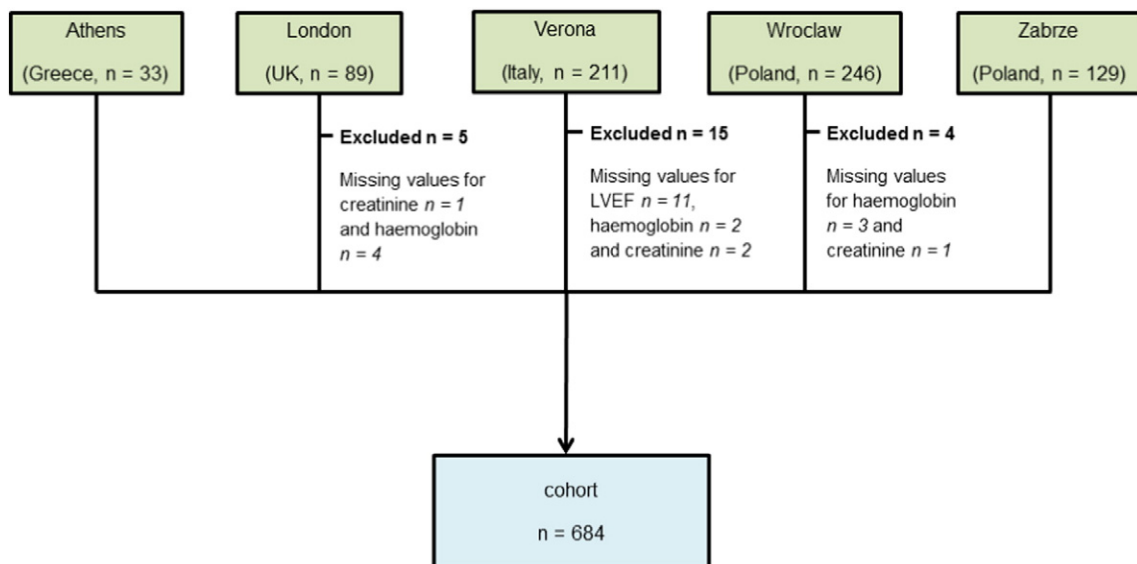 Athens
(Greece, n = 33)
London
(UK, n = 89)
Verona
(Italy, n = 211)
Wroclaw
(Poland, n = 246)
Zabrze
(Poland, n = 129)
Excluded n = 5
Missing values for
creatinine n = 1
and haemoglobin
n = 4
Excluded n = 15
Missing values for
LVEF n = 11,
haemoglobin n = 2
and creatinine n = 2
Excluded n = 4
Missing values
for haemoglobin
n = 3 and
creatinine n = 1
cohort
n = 684